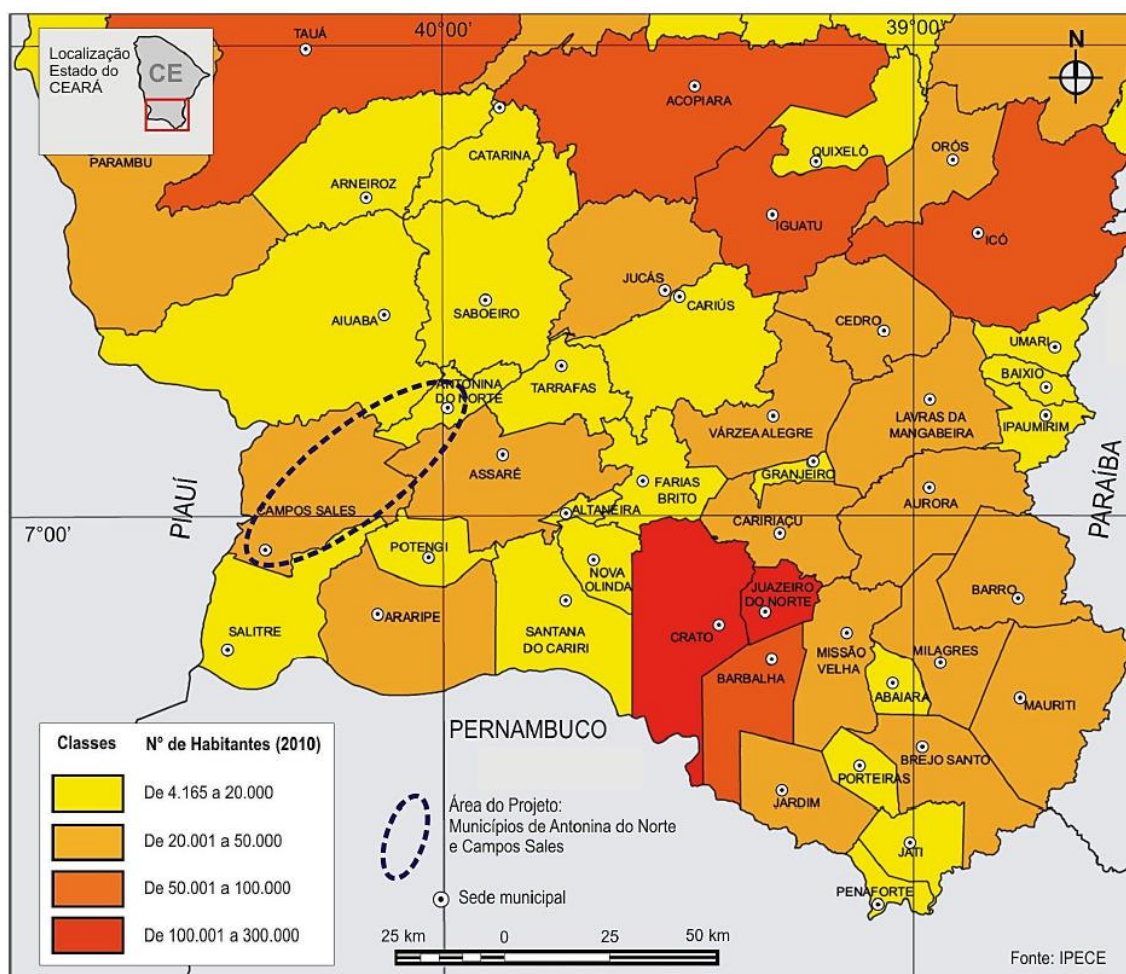 Localização
Estado do
CEARÁ
CE
TAUÁ
40°00'
39°00'
N
ACOPIARA
PARAMBU
CATARINA
QUIXELÔ
ORÓS
ARNEIROZ
IGUATU
ICÓ
JUCÁS
CARIÚS
SABOEIRO
AIUABA
CEDRO
UMARI
BAIXIO
ANTONINA
DO NORTE
TARRAFAS
LAVRAS DA
MANGABEIRA
IPAUMIRIM
VÁRZEA ALEGRE
ASSARÉ
GRANJEIRO
FARIAS
BRITO
AURORA
PIAUÍ
PARAÍBA
CAMPOS SALES
ALTANEIRA
7°00'
CARIRIAÇU
POTENGI
NOVA
OLINDA
JUAZEIRO
DO NORTE
BARRO
ARARIPE
SALITRE
SANTANA
DO CARIRI
CRATO
MISSÃO
VELHA
MILAGRES
BARBALHA
ABAIARA
MAURITI
PERNAMBUCO
BREJO SANTO
PORTEIRAS
JARDIM
JATI
PENAFORTE
Classes
Nº de Habitantes (2010)
De 4.165 a 20.000
De 20.001 a 50.000
De 50.001 a 100.000
De 100.001 a 300.000
Área do Projeto:
Municípios de Antonina do Norte
e Campos Sales
Sede municipal
25 km
0
25
50 km
Fonte: IPECE